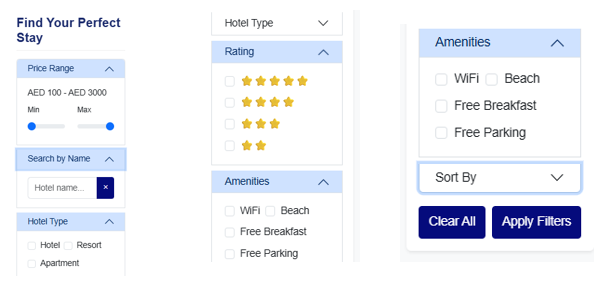 Find Your Perfect
Stay
Price Range
AED 100 - AED 3000
Min Max
Search by Name
Hotel name... ×
Hotel Type
Hotel Resort
Apartment
Hotel Type
Rating
Amenities
WiFi Beach
Free Breakfast
Free Parking
Amenities
WiFi Beach
Free Breakfast
Free Parking
Sort By
Clear All Apply Filters